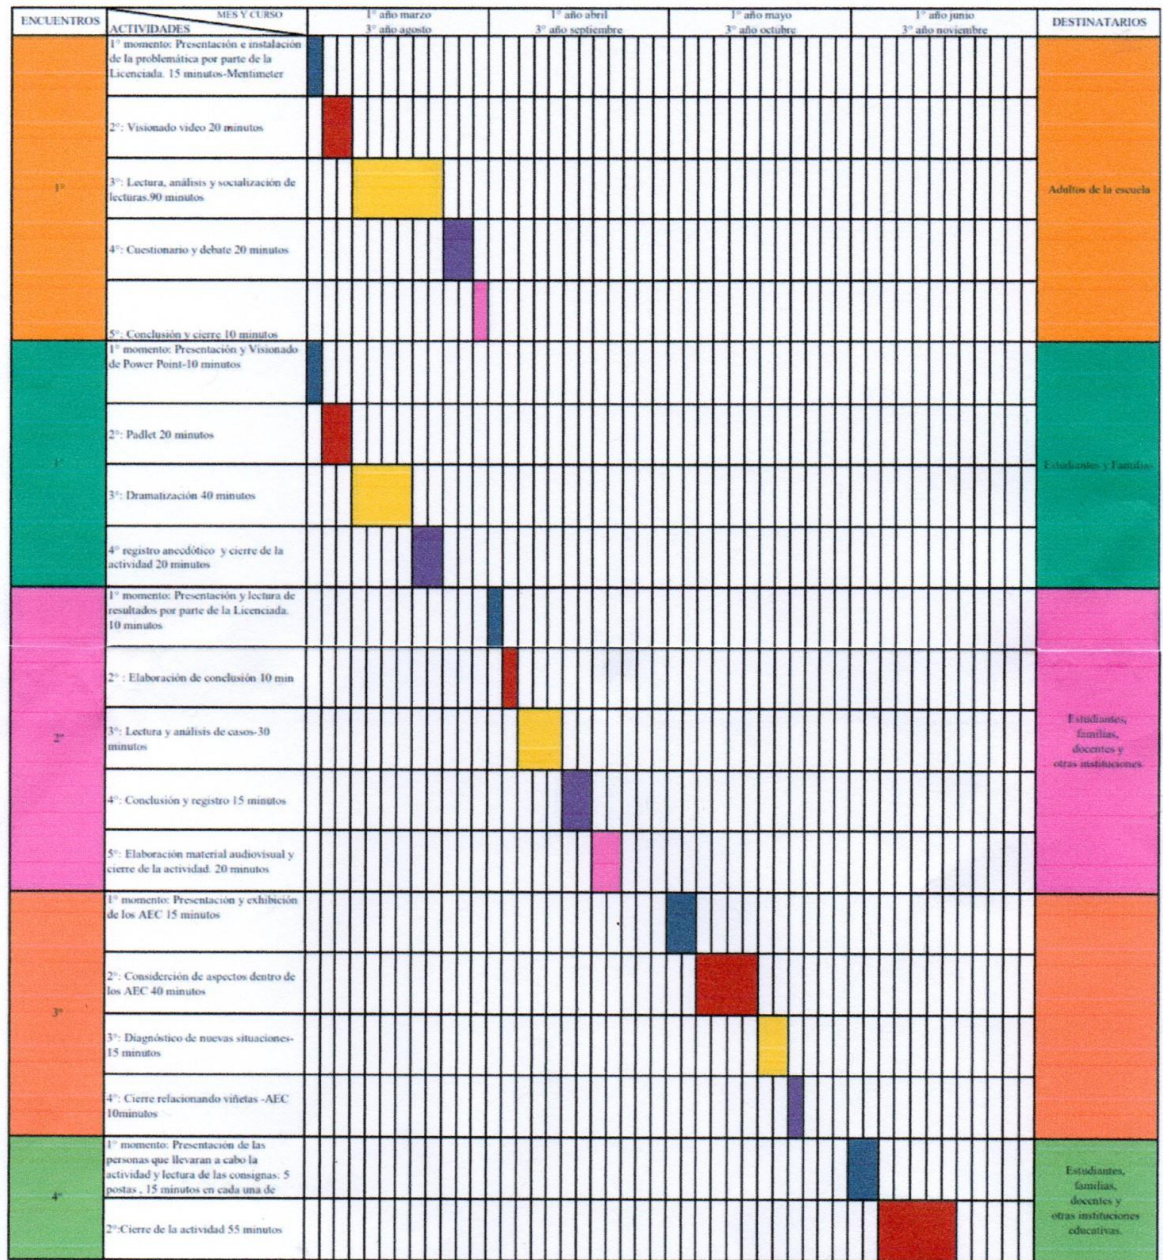 ENCUENTROS
MES Y CURSO
ACTIVIDADES
1° año marzo
3° año agosto
1° año abril
3° año septiembre
1° año mayo
3° año octubre
1° año junio
3° año noviembre
DESTINATARIOS
1°
1° momento: Presentación e instalación
de la problemática por parte de la
Licenciada. 15 minutos-Mentimeter
2°: Visionado video 20 minutos
3°: Lectura, análisis y socialización de
lecturas.90 minutos
4°: Cuestionario y debate 20 minutos
5°: Conclusión y cierre 10 minutos
Adultos de la escuela
1°
1° momento: Presentación y Visionado
de Power Point-10 minutos
2°: Padlet 20 minutos
3°: Dramatización 40 minutos
4° registro anecdótico y cierre de la
actividad 20 minutos
Estudiantes y Familias
2°
1° momento: Presentación y lectura de
resultados por parte de la Licenciada.
10 minutos
2° : Elaboración de conclusión 10 min
3°: Lectura y análisis de casos-30
minutos
4°: Conclusión y registro 15 minutos
5°: Elaboración material audiovisual y
cierre de la actividad. 20 minutos
Estudiantes,
familias,
docentes y
otras instituciones
3°
1° momento: Presentación y exhibición
de los AEC 15 minutos
2°: Considerción de aspectos dentro de
los AEC 40 minutos
3°: Diagnóstico de nuevas situaciones-
15 minutos
4°: Cierre relacionando viñetas -AEC
10minutos
4°
1° momento: Presentación de las
personas que llevaran a cabo la
actividad y lectura de las consignas: 5
postas , 15 minutos en cada una de
2°:Cierre de la actividad 55 minutos
Estudiantes,
familias,
docentes y
otras instituciones
educativas.